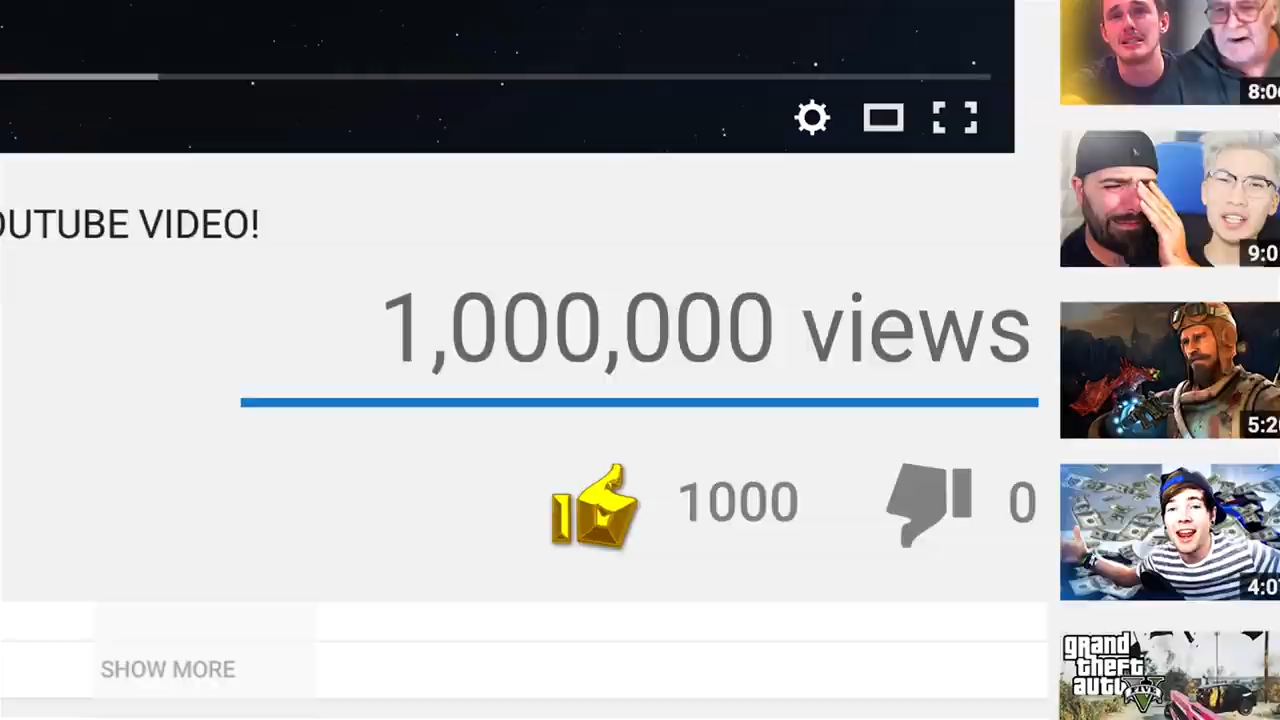 8:0
9:0
OUTUBE VIDEO!
1,000,000 views
5:2
1000
0
4:0
SHOW MORE
grand
theft
auto
FIVE